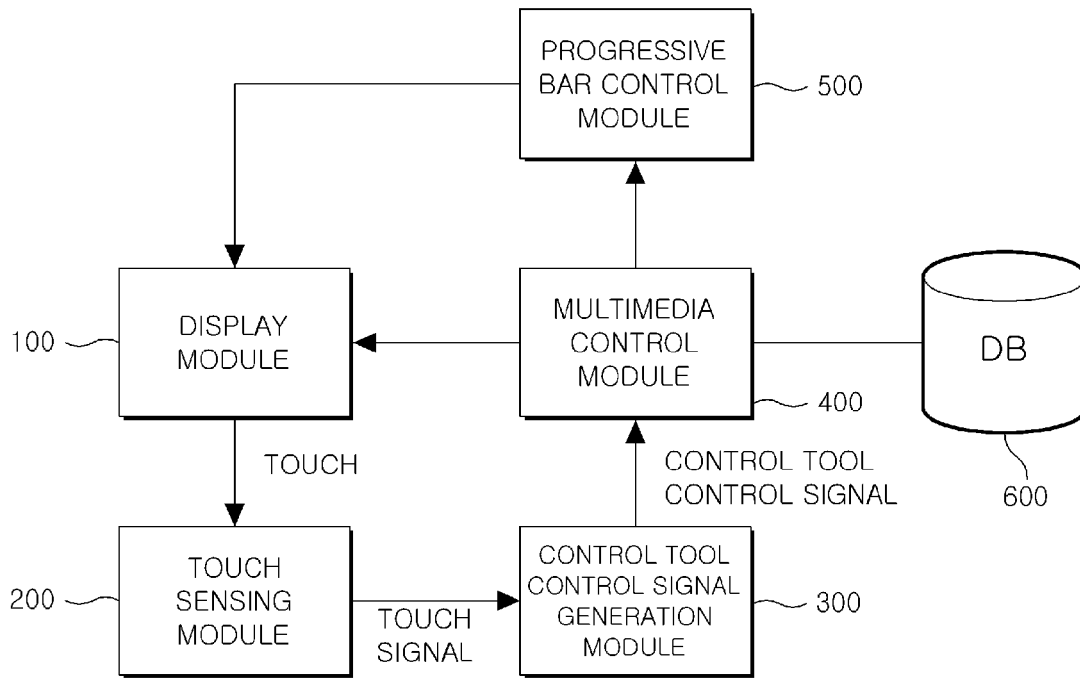 PROGRESSIVE
BAR CONTROL
MODULE
500
DISPLAY
MODULE
100
MULTIMEDIA
CONTROL
MODULE
400
DB
600
TOUCH
CONTROL TOOL
CONTROL SIGNAL
TOUCH
SENSING
MODULE
200
TOUCH
SIGNAL
CONTROL TOOL
CONTROL SIGNAL
GENERATION
MODULE
300